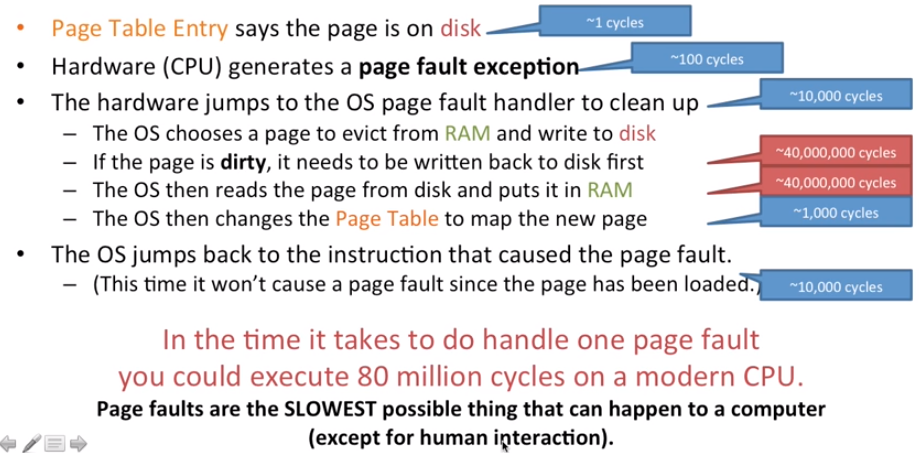 • Page Table Entry says the page is on disk
~1 cycles
• Hardware (CPU) generates a page fault exception
~100 cycles
• The hardware jumps to the OS page fault handler to clean up
~10,000 cycles
– The OS chooses a page to evict from RAM and write to disk
– If the page is dirty, it needs to be written back to disk first
~40,000,000 cycles
– The OS then reads the page from disk and puts it in RAM
~40,000,000 cycles
– The OS then changes the Page Table to map the new page
~1,000 cycles
• The OS jumps back to the instruction that caused the page fault.
– (This time it won't cause a page fault since the page has been loaded.)
~10,000 cycles
In the time it takes to do handle one page fault
you could execute 80 million cycles on a modern CPU.
Page faults are the SLOWEST possible thing that can happen to a computer
(except for human interaction).